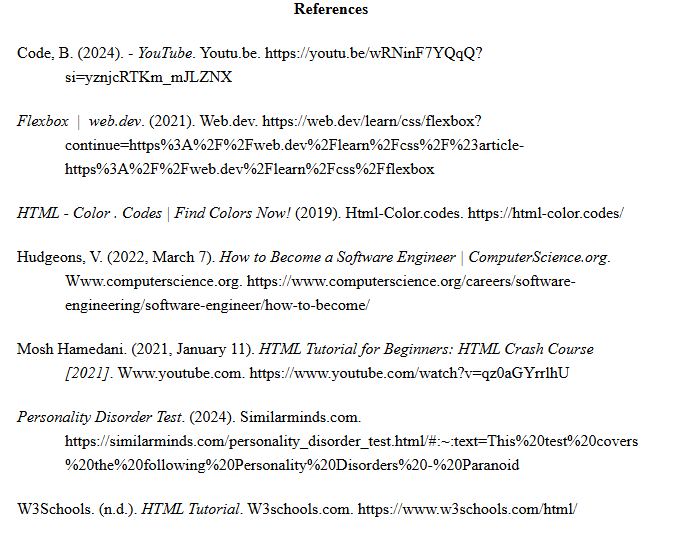 References
Code, B. (2024). - YouTube. Youtu.be. https://youtu.be/wRNinF7YQqQ?
si=yznjcRTKm_mJLZNX
Flexbox | web.dev. (2021). Web.dev. https://web.dev/learn/css/flexbox?
continue=https%3A%2F%2Fweb.dev%2Flearn%2Fcss%2F%23article-
https%3A%2F%2Fweb.dev%2Flearn%2Fcss%2Fflexbox
HTML - Color . Codes | Find Colors Now! (2019). Html-Color.codes. https://html-color.codes/
Hudgeons, V. (2022, March 7). How to Become a Software Engineer | ComputerScience.org.
Www.computerscience.org. https://www.computerscience.org/careers/software-
engineering/software-engineer/how-to-become/
Mosh Hamedani. (2021, January 11). HTML Tutorial for Beginners: HTML Crash Course
[2021]. Www.youtube.com. https://www.youtube.com/watch?v=qz0aGYrrlhU
Personality Disorder Test. (2024). Similarminds.com.
https://similarminds.com/personality_disorder_test.html/#:~:text=This%20test%20covers
%20the%20following%20Personality%20Disorders%20-%20Paranoid
W3Schools. (n.d.). HTML Tutorial. W3schools.com. https://www.w3schools.com/html/